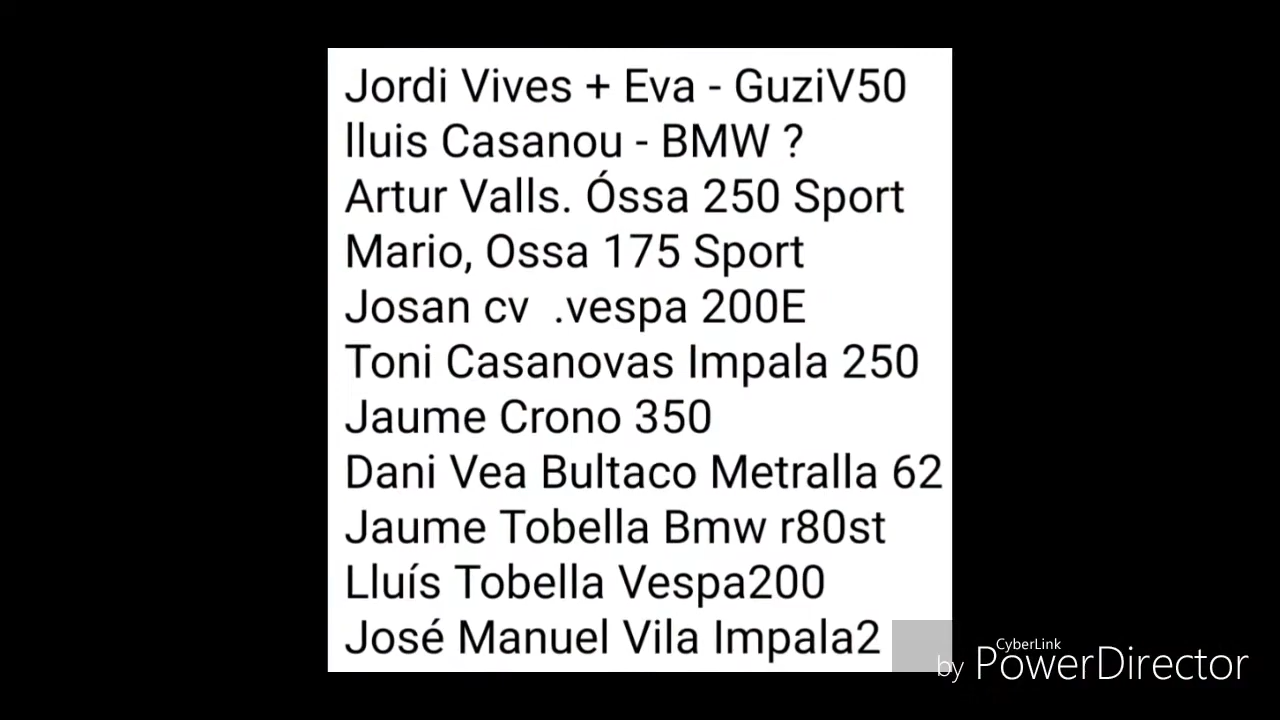 Jordi Vives + Eva - GuziV50
lluis Casanou - BMW ?
Artur Valls. Óssa 250 Sport
Mario, Ossa 175 Sport
Josan cv  .vespa 200E
Toni Casanovas Impala 250
Jaume Crono 350
Dani Vea Bultaco Metralla 62
Jaume Tobella Bmw r80st
Lluís Tobella Vespa200
José Manuel Vila Impala2
CyberLink
by PowerDirector